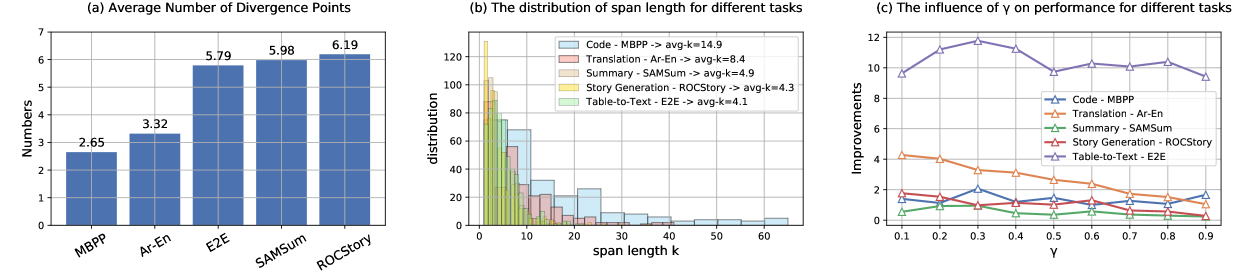 (a) Average Number of Divergence Points
Numbers
7
6
5
4
3
2
1
0
2.65
3.32
5.79
5.98
6.19
MBPP
Ar-En
E2E
SAMSum
ROCStory
(b) The distribution of span length for different tasks
distribution
120
100
80
60
40
20
0
Code - MBPP -> avg-k=14.9
Translation - Ar-En -> avg-k=8.4
Summary - SAMSum -> avg-k=4.9
Story Generation - ROCStory -> avg-k=4.3
Table-to-Text - E2E -> avg-k=4.1
0 10 20 30 40 50 60
span length k
(c) The influence of γ on performance for different tasks
Improvements
12
10
8
6
4
2
0
Code - MBPP
Translation - Ar-En
Summary - SAMSum
Story Generation - ROCStory
Table-to-Text - E2E
0.1 0.2 0.3 0.4 0.5 0.6 0.7 0.8 0.9
γ